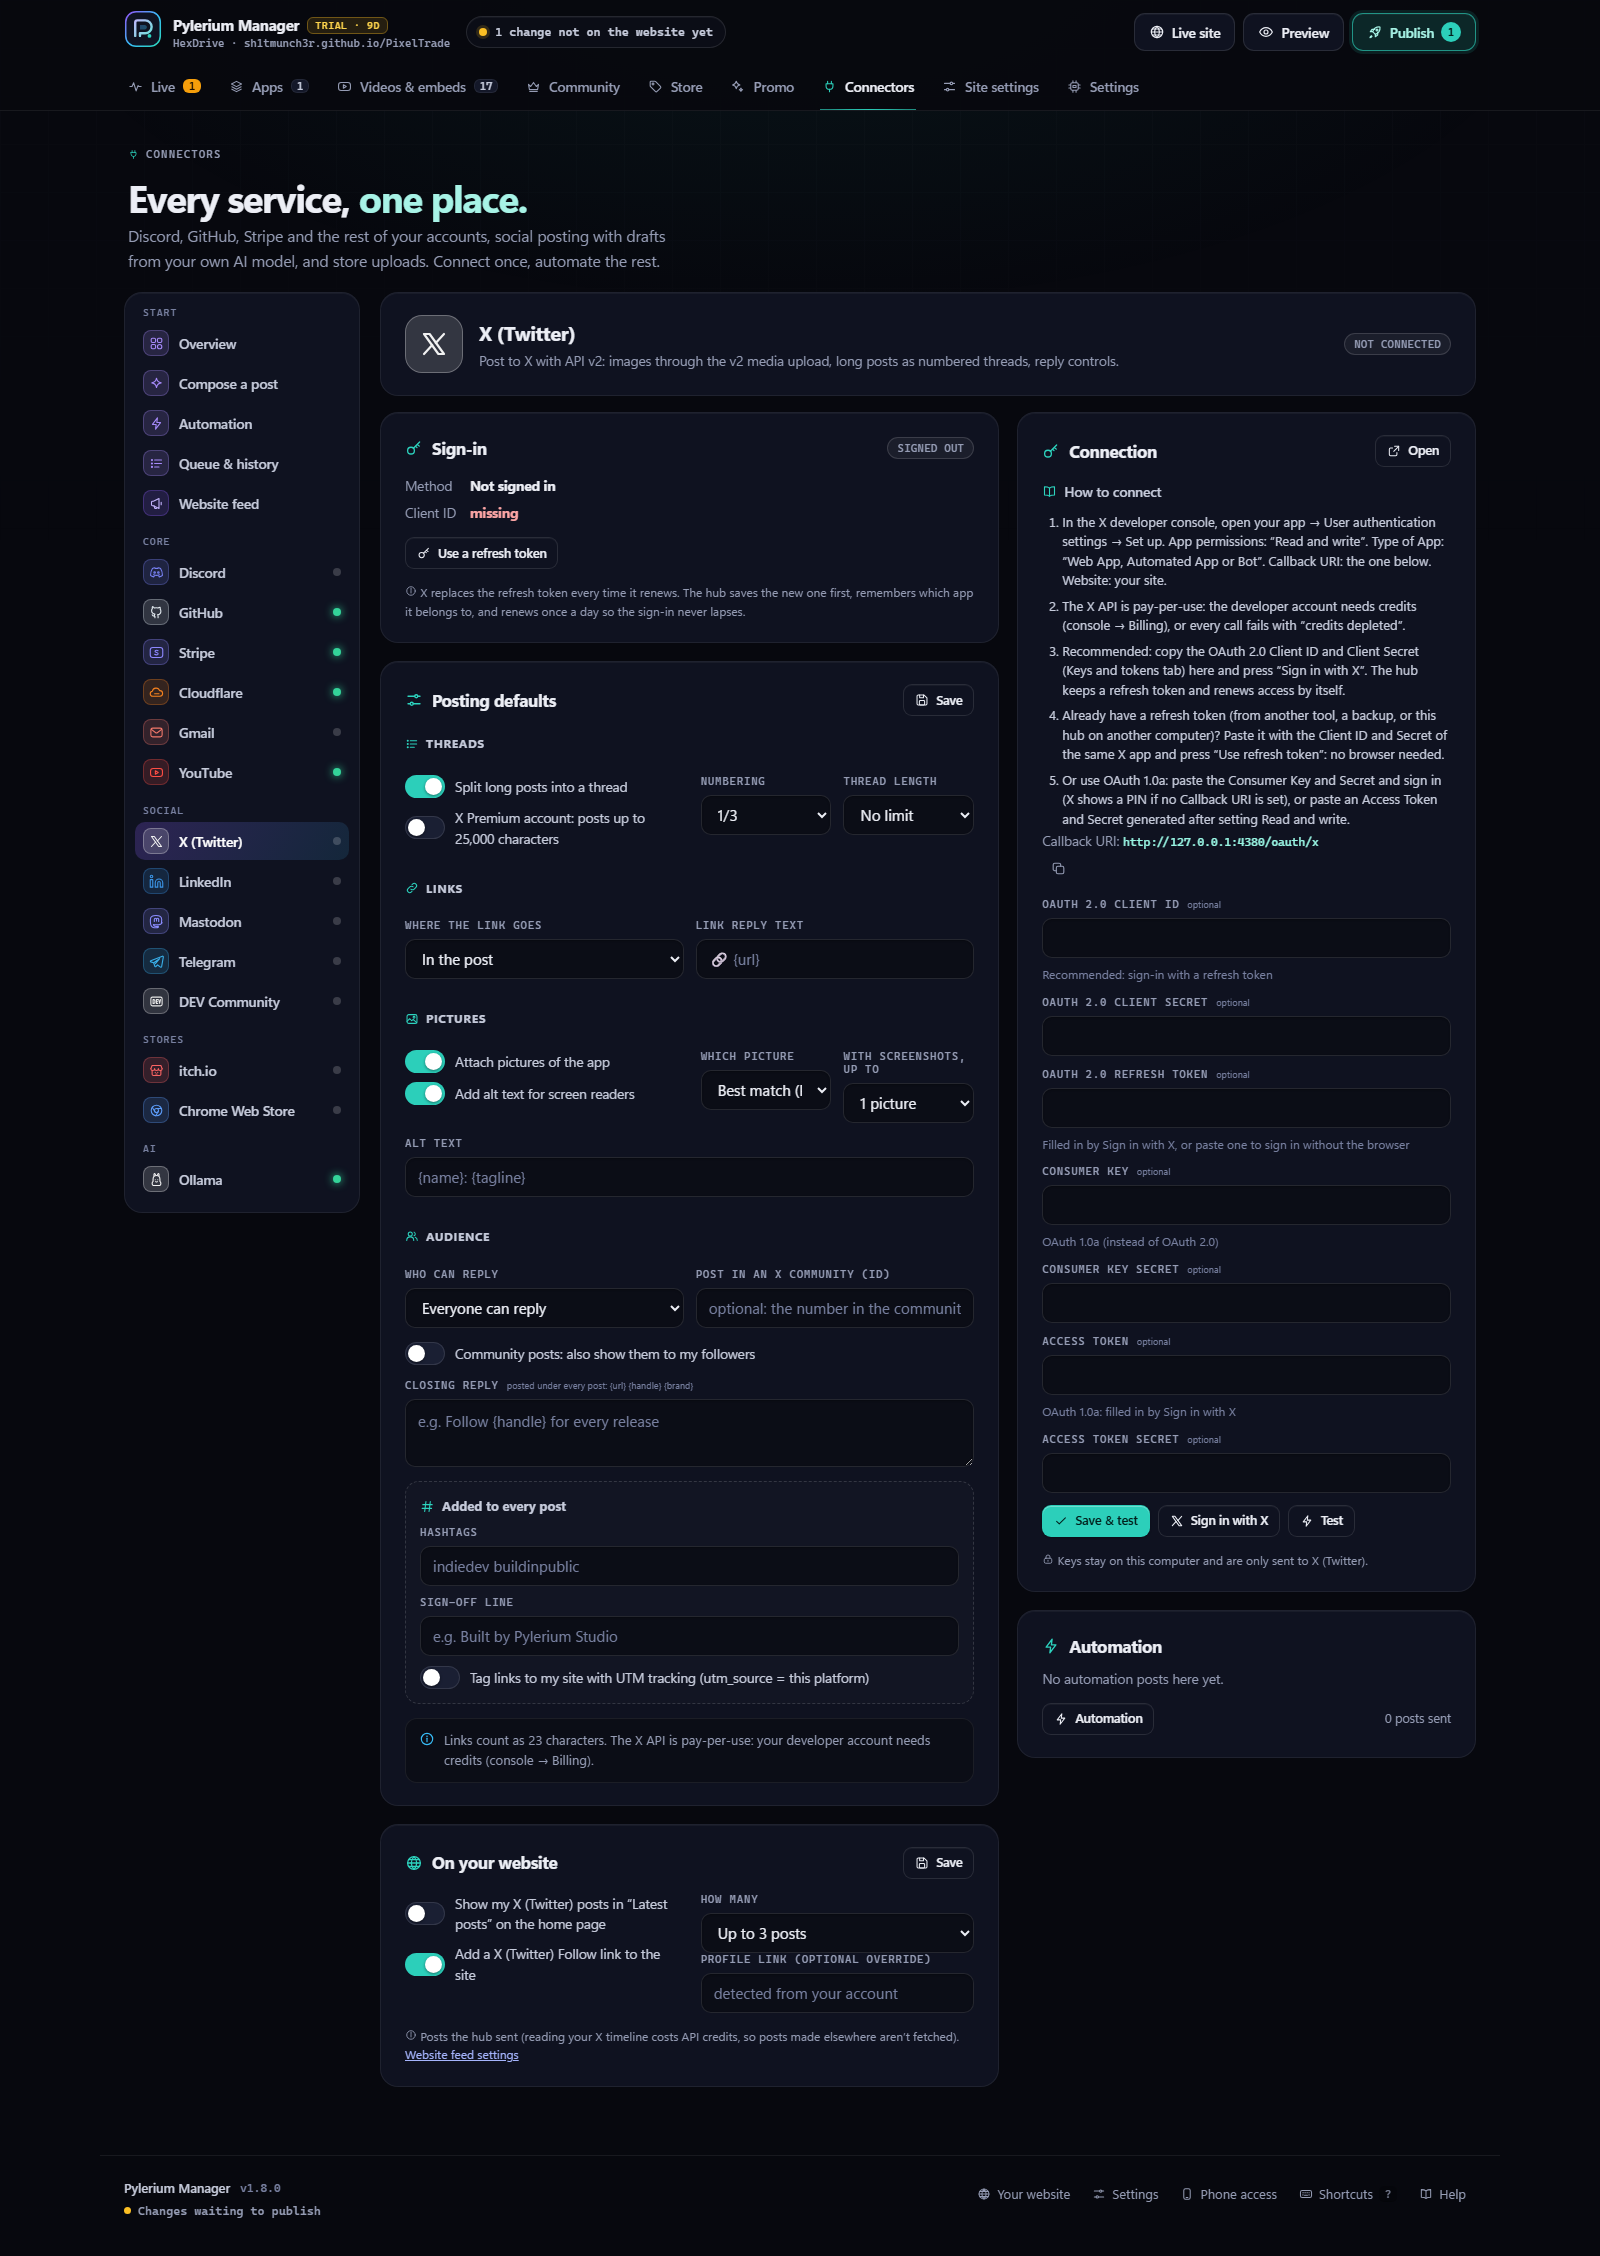 Pylerium Manager
TRIAL · 9D
HexDrive · sh1tmunch3r.github.io/PixelTrade
1 change not on the website yet
Live site
Preview
Publish 1
Live 1
Apps 1
Videos & embeds 17
Community
Store
Promo
Connectors
Site settings
Settings
CONNECTORS
Every service, one place.
Discord, GitHub, Stripe and the rest of your accounts, social posting with drafts
from your own AI model, and store uploads. Connect once, automate the rest.
START
Overview
Compose a post
Automation
Queue & history
Website feed
CORE
Discord
GitHub
Stripe
Cloudflare
Gmail
YouTube
SOCIAL
X (Twitter)
LinkedIn
Mastodon
Telegram
DEV Community
STORES
itch.io
Chrome Web Store
AI
Ollama
X (Twitter)
Post to X with API v2: images through the v2 media upload, long posts as numbered threads, reply controls.
NOT CONNECTED
Sign-in
SIGNED OUT
Method Not signed in
Client ID missing
Use a refresh token
X replaces the refresh token every time it renews. The hub saves the new one first, remembers which app
it belongs to, and renews once a day so the sign-in never lapses.
Posting defaults
Save
THREADS
Split long posts into a thread
X Premium account: posts up to
25,000 characters
NUMBERING
1/3
THREAD LENGTH
No limit
LINKS
WHERE THE LINK GOES
In the post
LINK REPLY TEXT
🔗 {url}
PICTURES
Attach pictures of the app
Add alt text for screen readers
WHICH PICTURE
Best match (
WITH SCREENSHOTS,
UP TO
1 picture
ALT TEXT
{name}: {tagline}
AUDIENCE
WHO CAN REPLY
Everyone can reply
POST IN AN X COMMUNITY (ID)
optional: the number in the communit
Community posts: also show them to my followers
CLOSING REPLY posted under every post: {url} {handle} {brand}
e.g. Follow {handle} for every release
Added to every post
HASHTAGS
indiedev buildinpublic
SIGN-OFF LINE
e.g. Built by Pylerium Studio
Tag links to my site with UTM tracking (utm_source = this platform)
Links count as 23 characters. The X API is pay-per-use: your developer account needs
credits (console → Billing).
On your website
Save
Show my X (Twitter) posts in “Latest
posts” on the home page
Add a X (Twitter) Follow link to the
site
HOW MANY
Up to 3 posts
PROFILE LINK (OPTIONAL OVERRIDE)
detected from your account
Posts the hub sent (reading your X timeline costs API credits, so posts made elsewhere aren't fetched).
Website feed settings
Connection
Open
How to connect
1. In the X developer console, open your app → User authentication
settings → Set up. App permissions: “Read and write”. Type of App:
“Web App, Automated App or Bot”. Callback URI: the one below.
Website: your site.
2. The X API is pay-per-use: the developer account needs credits
(console → Billing), or every call fails with “credits depleted”.
3. Recommended: copy the OAuth 2.0 Client ID and Client Secret
(Keys and tokens tab) here and press “Sign in with X”. The hub
keeps a refresh token and renews access by itself.
4. Already have a refresh token (from another tool, a backup, or this
hub on another computer)? Paste it with the Client ID and Secret of
the same X app and press “Use refresh token”: no browser needed.
5. Or use OAuth 1.0a: paste the Consumer Key and Secret and sign in
(X shows a PIN if no Callback URI is set), or paste an Access Token
and Secret generated after setting Read and write.
Callback URI: http://127.0.0.1:4380/oauth/x
OAUTH 2.0 CLIENT ID optional
Recommended: sign-in with a refresh token
OAUTH 2.0 CLIENT SECRET optional
OAUTH 2.0 REFRESH TOKEN optional
Filled in by Sign in with X, or paste one to sign in without the browser
CONSUMER KEY optional
OAuth 1.0a (instead of OAuth 2.0)
CONSUMER KEY SECRET optional
ACCESS TOKEN optional
OAuth 1.0a: filled in by Sign in with X
ACCESS TOKEN SECRET optional
Save & test
Sign in with X
Test
Keys stay on this computer and are only sent to X (Twitter).
Automation
No automation posts here yet.
Automation
0 posts sent
Pylerium Manager v1.8.0
Changes waiting to publish
Your website
Settings
Phone access
Shortcuts ?
Help